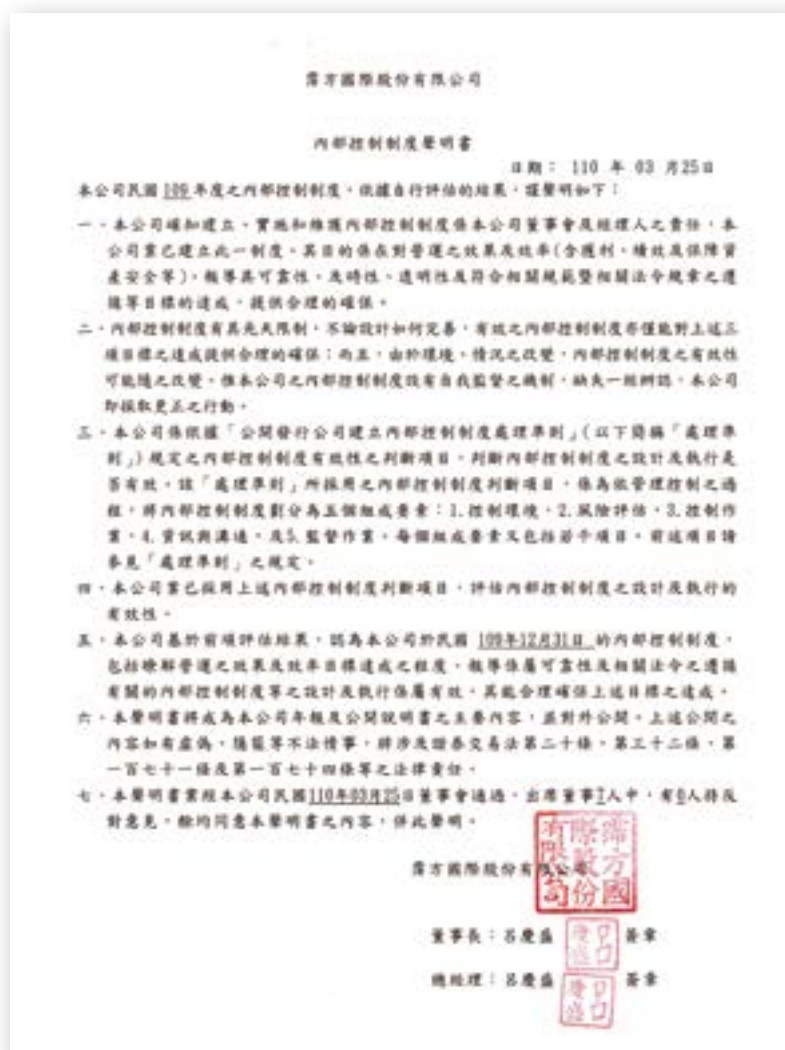 霈方國際股份有限公司
內部控制制度聲明書
日期： 110 年 03 月25日
本公司民國 109 年度之內部控制制度，依據自行評估的結果，謹聲明如下：
一、本公司確知建立、實施和維護內部控制制度係本公司董事會及經理人之責任，本
公司業已建立此一制度。其目的係在對營運之效果及效率(含獲利、績效及保障資
產安全等)、報導具可靠性、及時性、透明性及符合相關規範暨相關法令規章之遵
循等目標的達成，提供合理的確保。
二、內部控制制度有其先天限制，不論設計如何完善，有效之內部控制制度亦僅能對上述三
項目標之達成提供合理的確保；而且，由於環境、情況之改變，內部控制制度之有效性
可能隨之改變。惟本公司之內部控制制度設有自我監督之機制，缺失一經辨認，本公司
即採取更正之行動。
三、本公司係依據「公開發行公司建立內部控制制度處理準則」(以下簡稱「處理準
則」)規定之內部控制制度有效性之判斷項目，判斷內部控制制度之設計及執行是
否有效。該「處理準則」所採用之內部控制制度判斷項目，係為依管理控制之過
程，將內部控制制度劃分為五個組成要素：1.控制環境，2.風險評估，3.控制作
業，4.資訊與溝通，及5.監督作業。每個組成要素又包括若干項目。前述項目請
參見「處理準則」之規定。
四、本公司業已採用上述內部控制制度判斷項目，評估內部控制制度之設計及執行的
有效性。
五、本公司基於前項評估結果，認為本公司於民國 109年12月31日 的內部控制制度，
包括瞭解營運之效果及效率目標達成之程度、報導係屬可靠性及相關法令之遵循
有關的內部控制制度等之設計及執行係屬有效，其能合理確保上述目標之達成。
六、本聲明書將成為本公司年報及公開說明書之主要內容，並對外公開。上述公開之
內容如有虛偽、隱匿等不法情事，將涉及證券交易法第二十條、第三十二條、第
一百七十一條及第一百七十四條等之法律責任。
七、本聲明書業經本公司民國110年03月25日董事會通過，出席董事7人中，有0人持反
對意見，餘均同意本聲明書之內容，併此聲明。
霈方國際股份有限公司
董事長：呂慶盛 簽章
總經理：呂慶盛 簽章